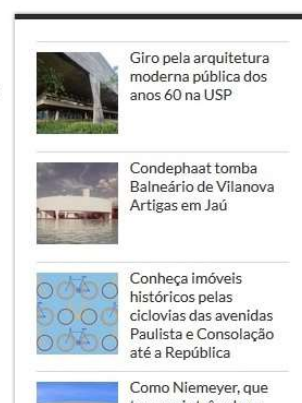 Giro pela arquitetura
moderna pública dos
anos 60 na USP
Condephaat tomba
Balneário de Vilanova
Artigas em Jaú
Conheça imóveis
históricos pelas
ciclovias das avenidas
Paulista e Consolação
até a República
Como Niemeyer, que